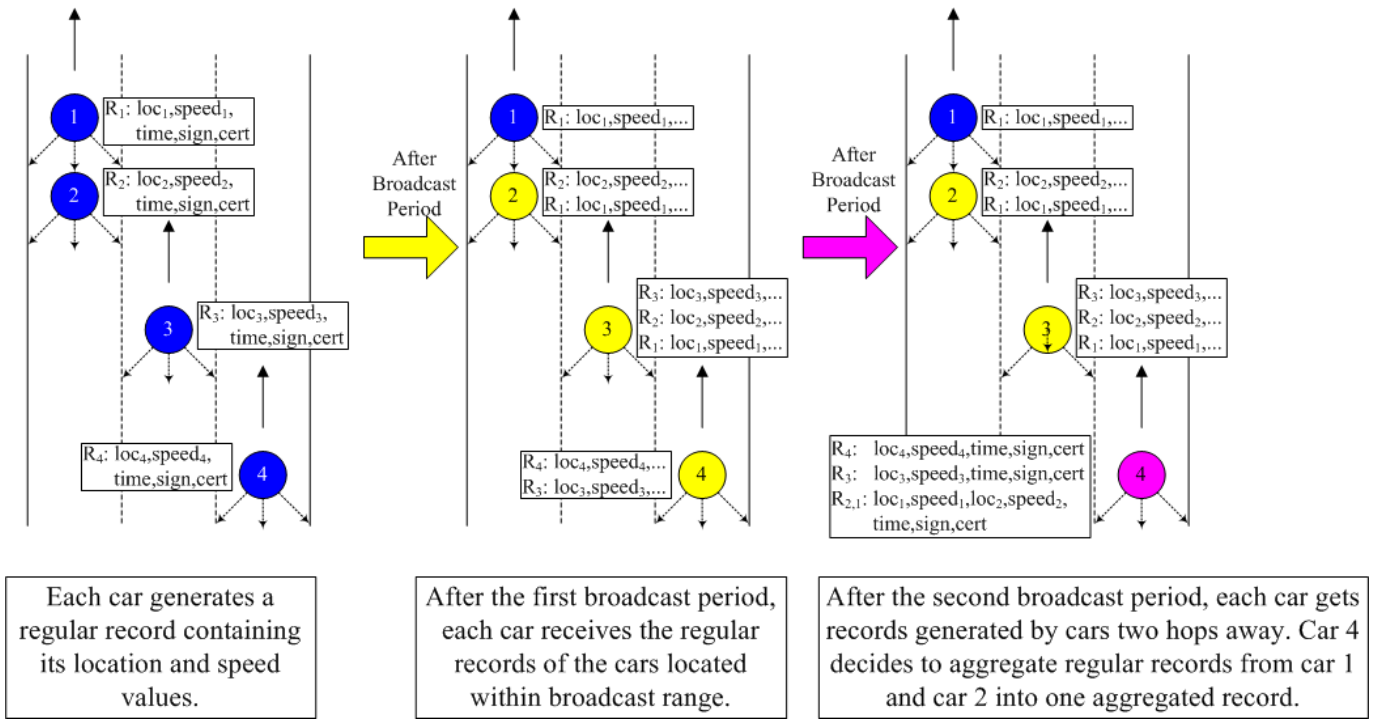 1
R₁: loc₁,speed₁,
time,sign,cert
2
R₂: loc₂,speed₂,
time,sign,cert
3
R₃: loc₃,speed₃,
time,sign,cert
R₄: loc₄,speed₄,
time,sign,cert
4
After
Broadcast
Period
1
R₁: loc₁,speed₁,...
2
R₂: loc₂,speed₂,...
R₁: loc₁,speed₁,...
3
R₃: loc₃,speed₃,...
R₂: loc₂,speed₂,...
R₁: loc₁,speed₁,...
R₄: loc₄,speed₄,...
R₃: loc₃,speed₃,...
4
After
Broadcast
Period
1
R₁: loc₁,speed₁,...
2
R₂: loc₂,speed₂,...
R₁: loc₁,speed₁,...
3
R₃: loc₃,speed₃,...
R₂: loc₂,speed₂,...
R₁: loc₁,speed₁,...
R₄: loc₄,speed₄,time,sign,cert
R₃: loc₃,speed₃,time,sign,cert
R₂,₁: loc₁,speed₁,loc₂,speed₂,
time,sign,cert
4
Each car generates a
regular record containing
its location and speed
values.
After the first broadcast period,
each car receives the regular
records of the cars located
within broadcast range.
After the second broadcast period, each car gets
records generated by cars two hops away. Car 4
decides to aggregate regular records from car 1
and car 2 into one aggregated record.